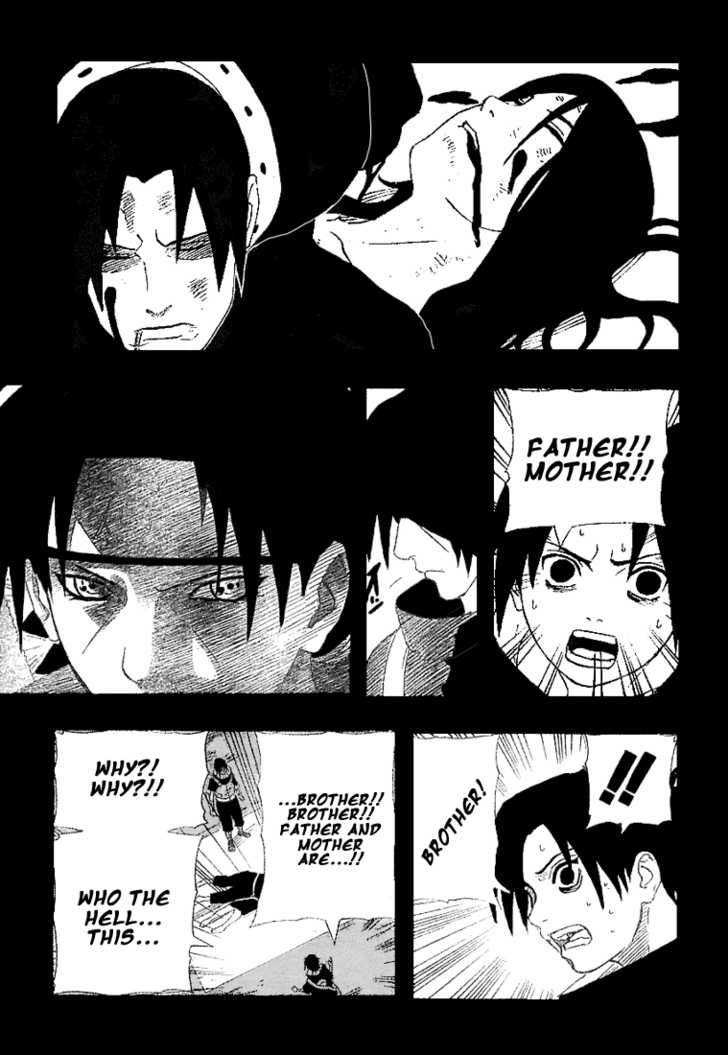 FATHER!!
MOTHER!!
!!
BROTHER!
...BROTHER!!
BROTHER!!
FATHER AND
MOTHER
ARE...!!
WHY?!
WHY?!!
WHO THE
HELL...
THIS...